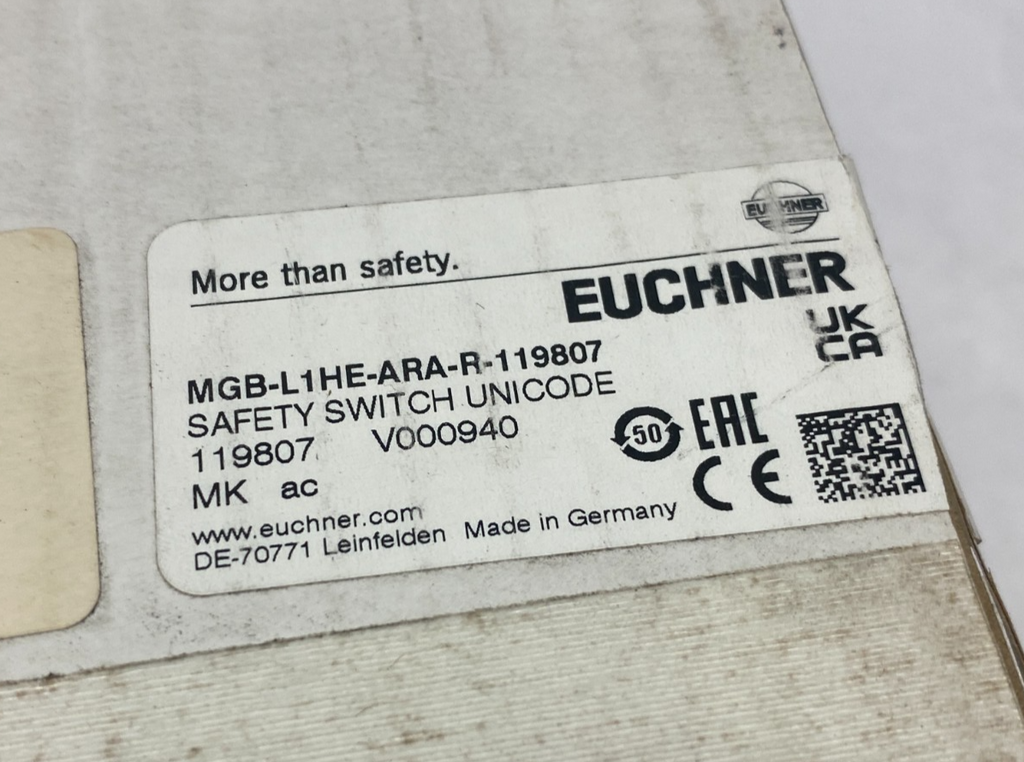 EUCHNER
More than safety.
EUCHNER
UK
CA
MGB-L1HE-ARA-R-119807
SAFETY SWITCH UNICODE
119807 V000940
50 EAC
MK ac
CE
www.euchner.com
DE-70771 Leinfelden Made in Germany